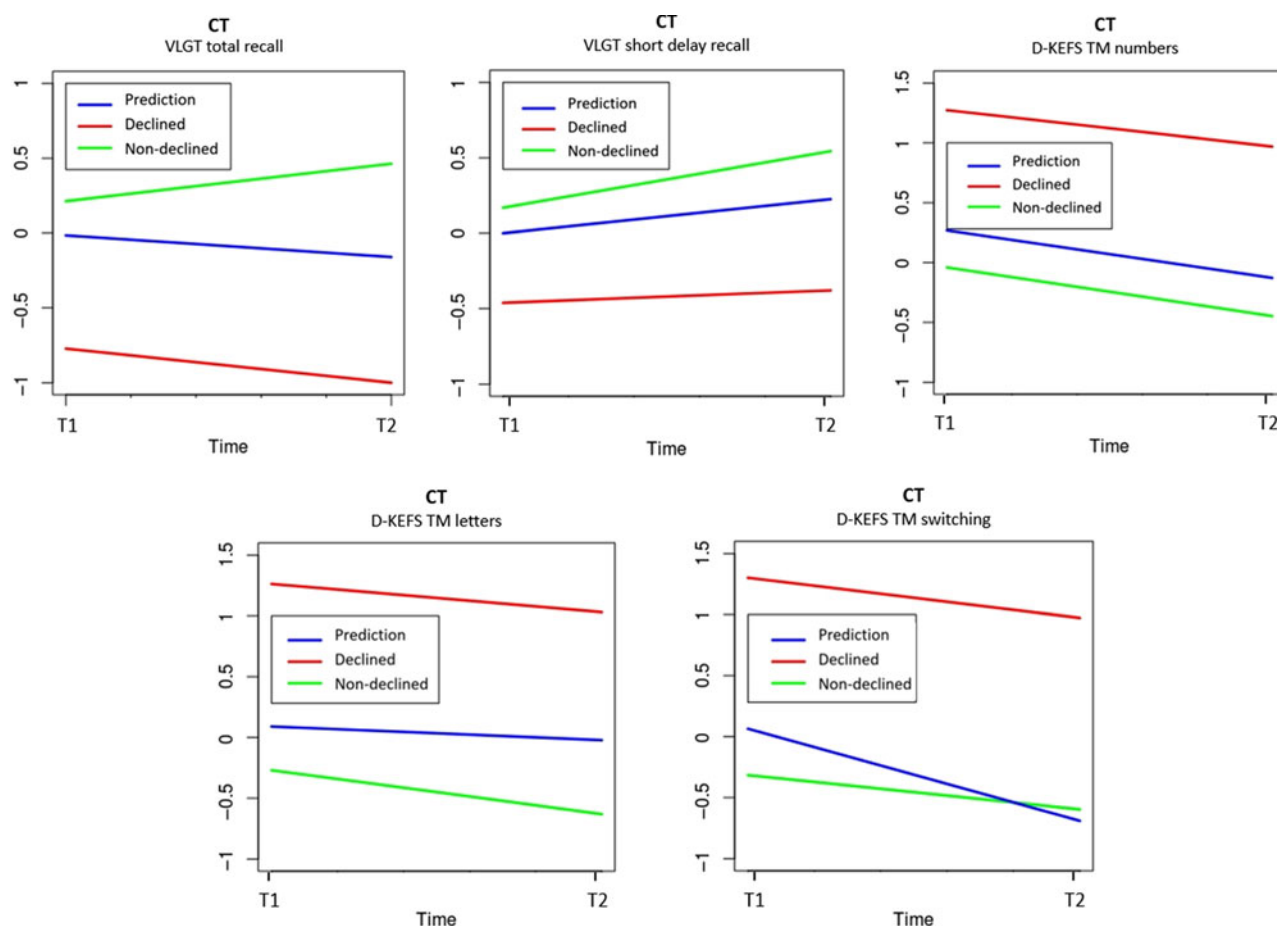 CT
VLGT total recall
1
0.5
0
−0.5
−1
Prediction
Declined
Non-declined
T1
T2
Time
CT
VLGT short delay recall
1
0.5
0
−0.5
−1
Prediction
Declined
Non-declined
T1
T2
Time
CT
D-KEFS TM numbers
1.5
1
0.5
0
−0.5
−1
Prediction
Declined
Non-declined
T1
T2
Time
CT
D-KEFS TM letters
1.5
1
0.5
0
−0.5
−1
Prediction
Declined
Non-declined
T1
T2
Time
CT
D-KEFS TM switching
1.5
1
0.5
0
−0.5
−1
Prediction
Declined
Non-declined
T1
T2
Time